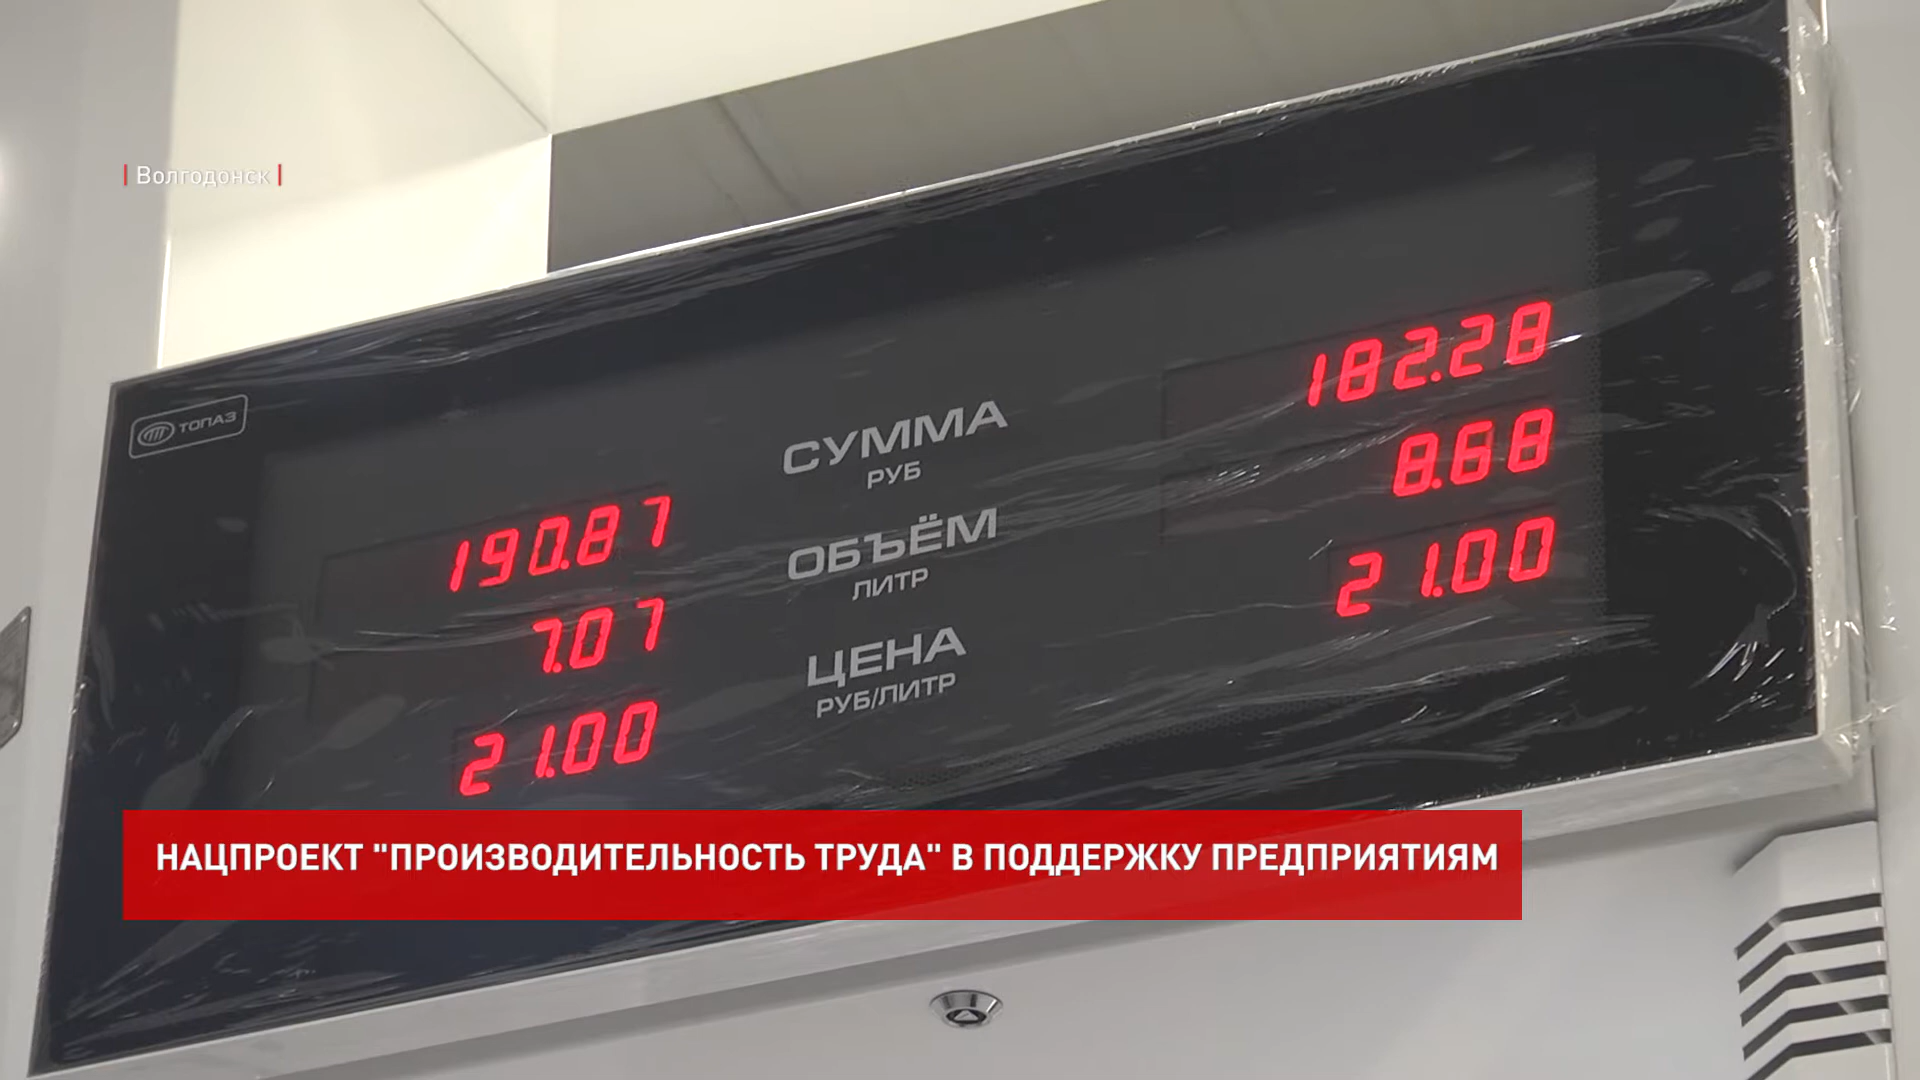 Волгодонск
ТОПАЗ
СУММА
РУБ
190.87
182.28
ОБЪЁМ
ЛИТР
7.07
8.68
ЦЕНА
РУБ/ЛИТР
21.00
21.00
НАЦПРОЕКТ "ПРОИЗВОДИТЕЛЬНОСТЬ ТРУДА" В ПОДДЕРЖКУ ПРЕДПРИЯТИЯМ